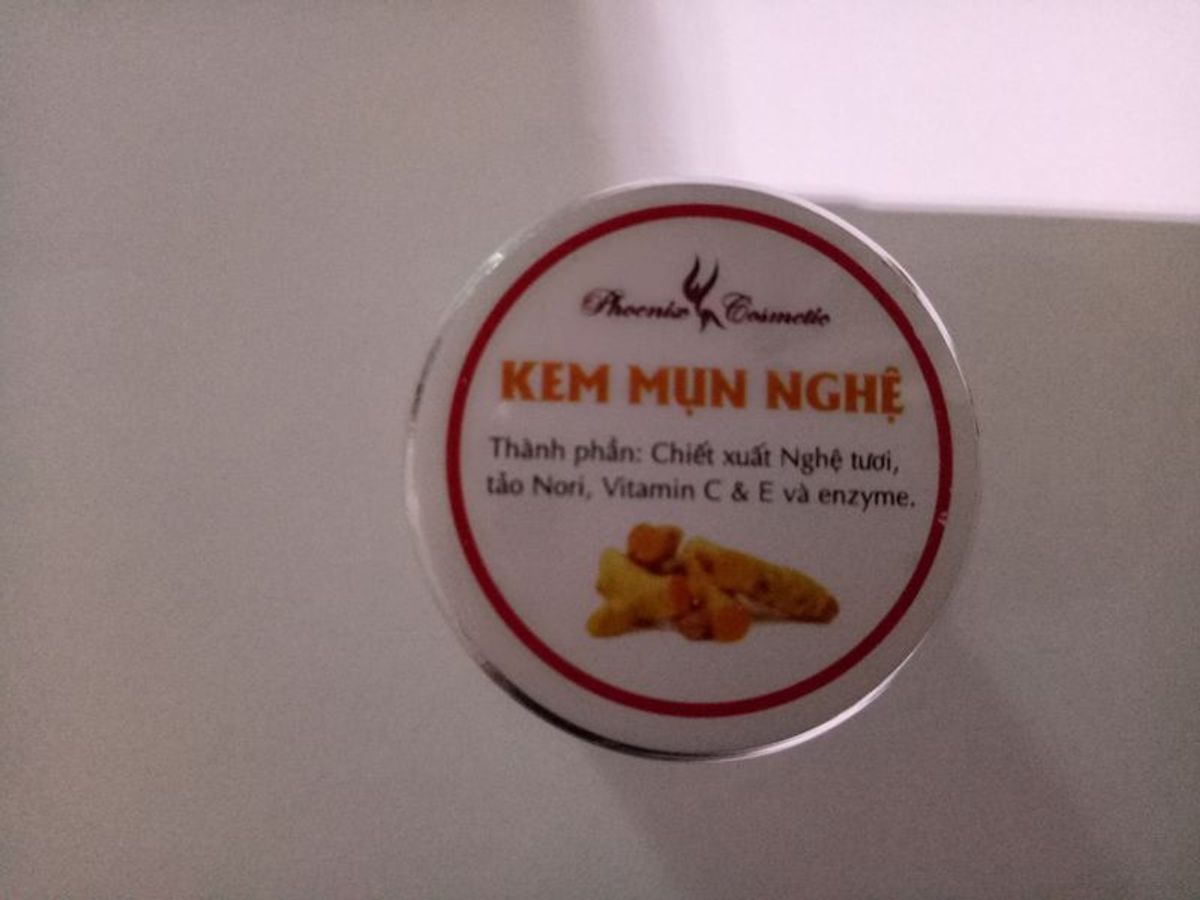 Phoenix Cosmetic
KEM MỤN NGHỆ
Thành phần: Chiết xuất Nghệ tươi,
tảo Nori, Vitamin C & E và enzyme.